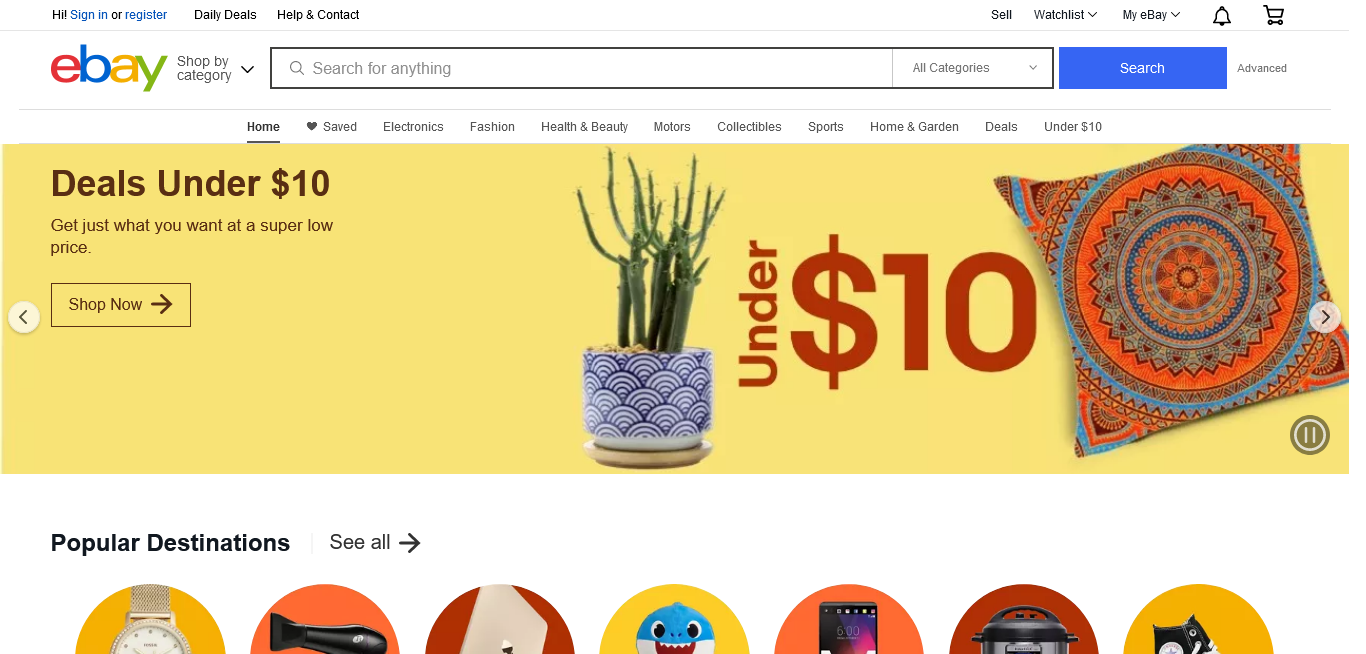 Hi! Sign in or register
Daily Deals
Help & Contact
Sell
Watchlist
My eBay
ebay
Shop by
category
Search for anything
All Categories
Search
Advanced
Home
Saved
Electronics
Fashion
Health & Beauty
Motors
Collectibles
Sports
Home & Garden
Deals
Under $10
Deals Under $10
Get just what you want at a super low
price.
Shop Now
Under
$10
Popular Destinations
See all
6:00